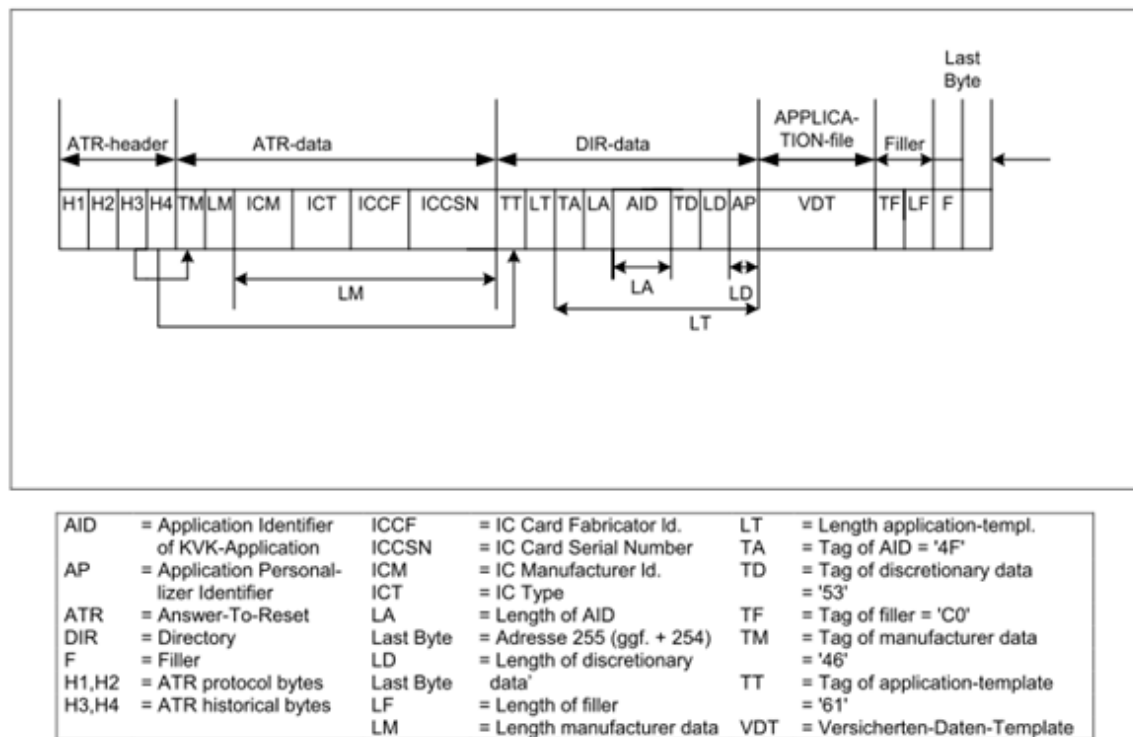 Last
Byte
APPLICA-
TION-file
ATR-header ATR-data DIR-data Filler
H1 H2 H3 H4 TM LM ICM ICT ICCF ICCSN TT LT TA LA AID TD LD AP VDT TF LF F
LM LA LD
LT
AID = Application Identifier ICCF = IC Card Fabricator Id. LT = Length application-templ.
of KVK-Application ICCSN = IC Card Serial Number TA = Tag of AID = '4F'
AP = Application Personal- ICM = IC Manufacturer Id. TD = Tag of discretionary data
lizer Identifier ICT = IC Type = '53'
ATR = Answer-To-Reset LA = Length of AID TF = Tag of filler = 'C0'
DIR = Directory Last Byte = Adresse 255 (ggf. + 254) TM = Tag of manufacturer data
F = Filler LD = Length of discretionary = '46'
H1,H2 = ATR protocol bytes Last Byte data' TT = Tag of application-template
H3,H4 = ATR historical bytes LF = Length of filler = '61'
LM = Length manufacturer data VDT = Versicherten-Daten-Template